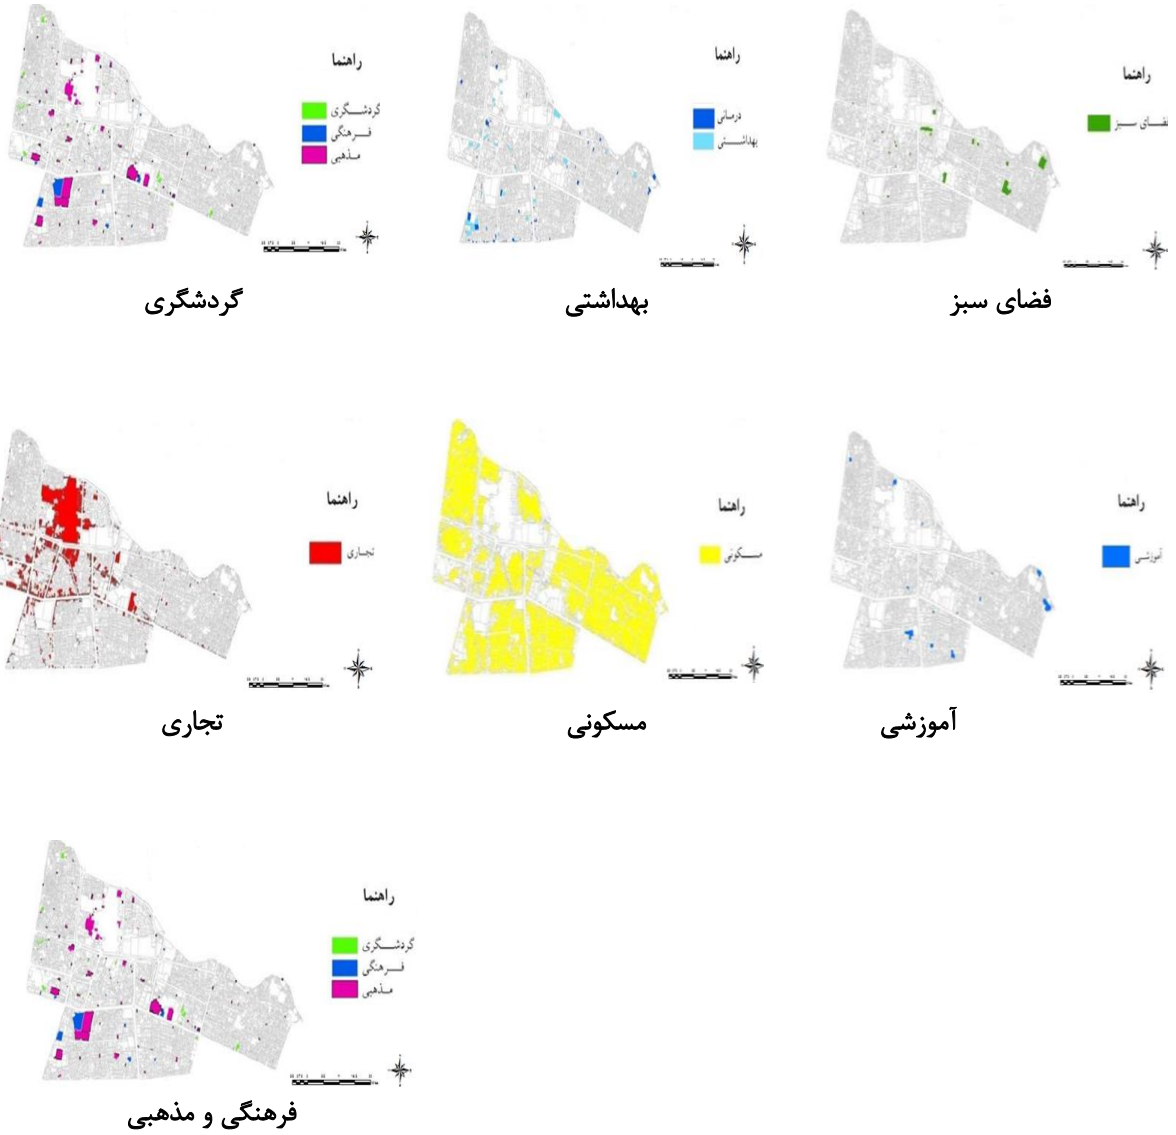 راهنما
فضای سبز
فضای سبز
راهنما
درمانی
بهداشتی
بهداشتی
راهنما
گردشگری
فرهنگی
مذهبی
گردشگری
راهنما
آموزشی
آموزشی
راهنما
مسکونی
مسکونی
راهنما
تجاری
تجاری
راهنما
گردشگری
فرهنگی
مذهبی
فرهنگی و مذهبی